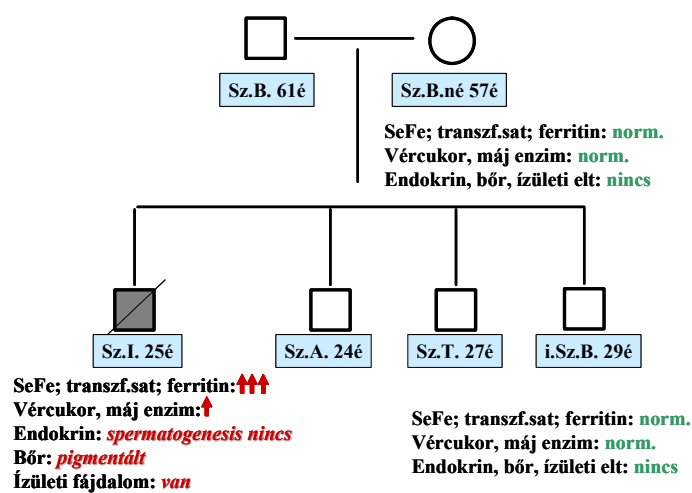 Sz.B. 61é
Sz.B.né 57é
SeFe; transzf.sat; ferritin: norm.
Vércukor, máj enzim: norm.
Endokrin, bőr, ízületi elt: nincs
Sz.I. 25é
Sz.A. 24é
Sz.T. 27é
i.Sz.B. 29é
SeFe; transzf.sat; ferritin:
Vércukor, máj enzim:
Endokrin: spermatogenesis nincs
Bőr: pigmentált
Ízületi fájdalom: van
SeFe; transzf.sat; ferritin: norm.
Vércukor, máj enzim: norm.
Endokrin, bőr, ízületi elt: nincs